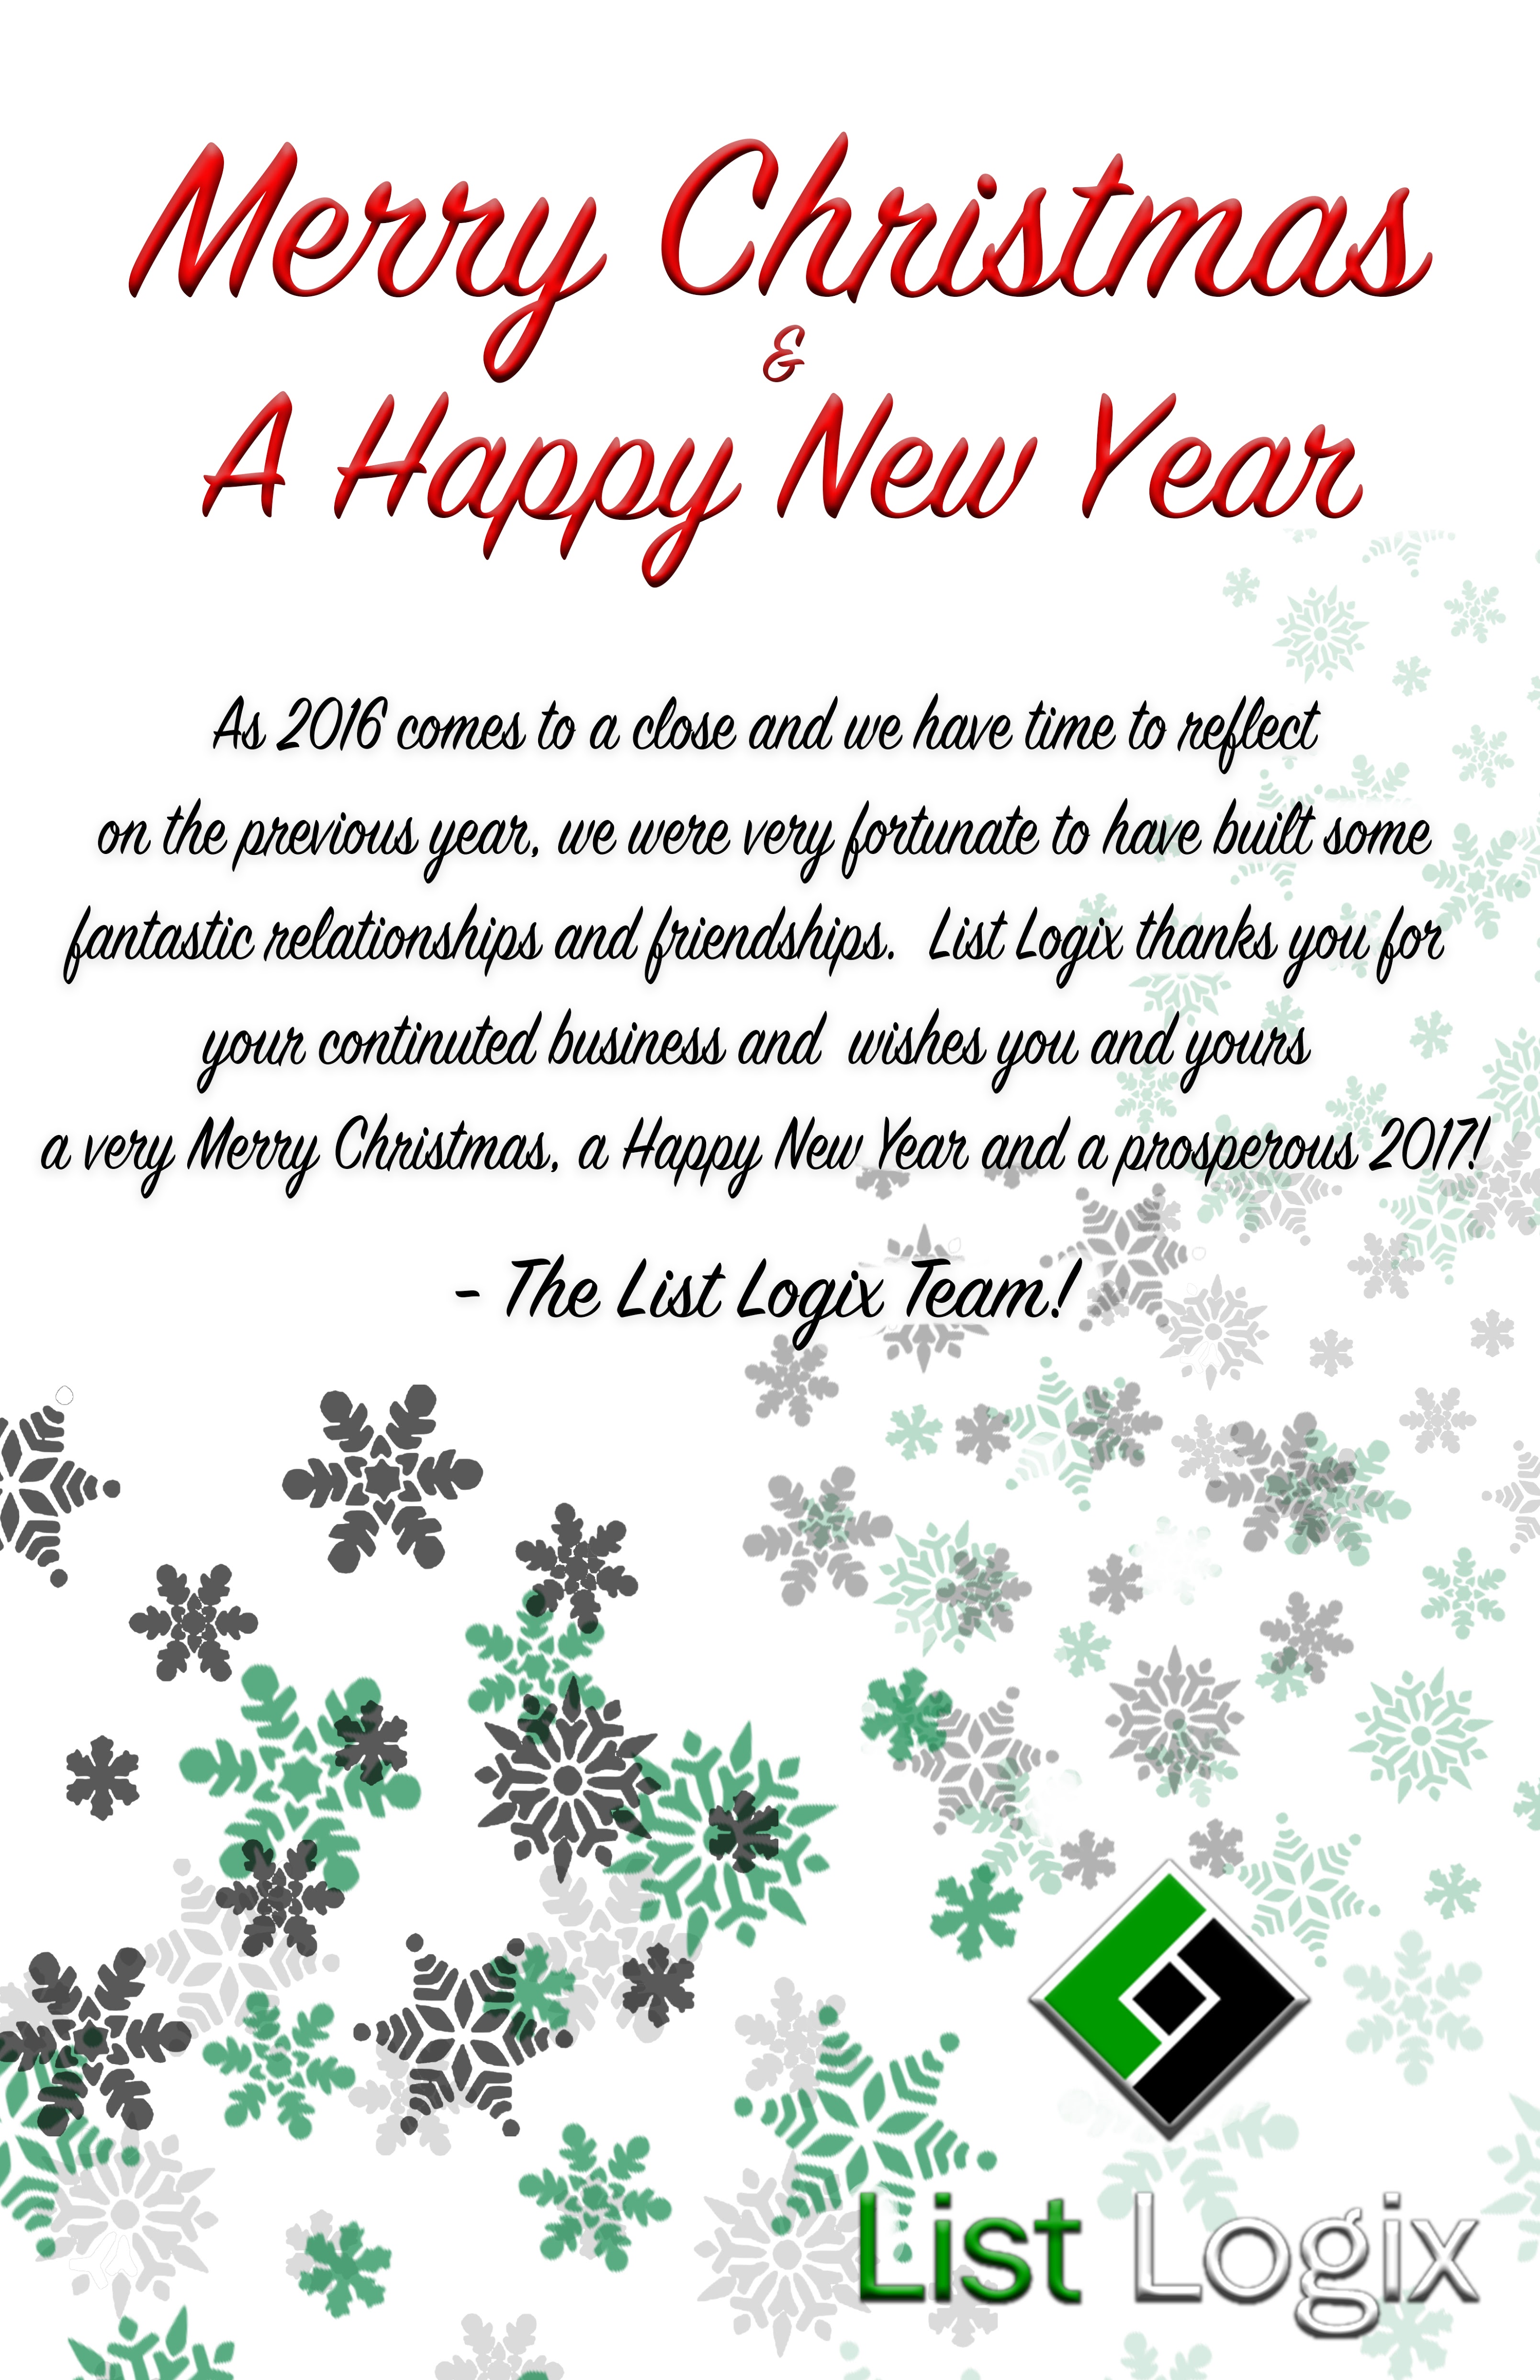 Merry Christmas
&
A Happy New Year
As 2016 comes to a close and we have time to reflect
on the previous year, we were very fortunate to have built some
fantastic relationships and friendships.  List Logix thanks you for
your continuted business and  wishes you and yours
a very Merry Christmas, a Happy New Year and a prosperous 2017!
- The List Logix Team!
List Logix